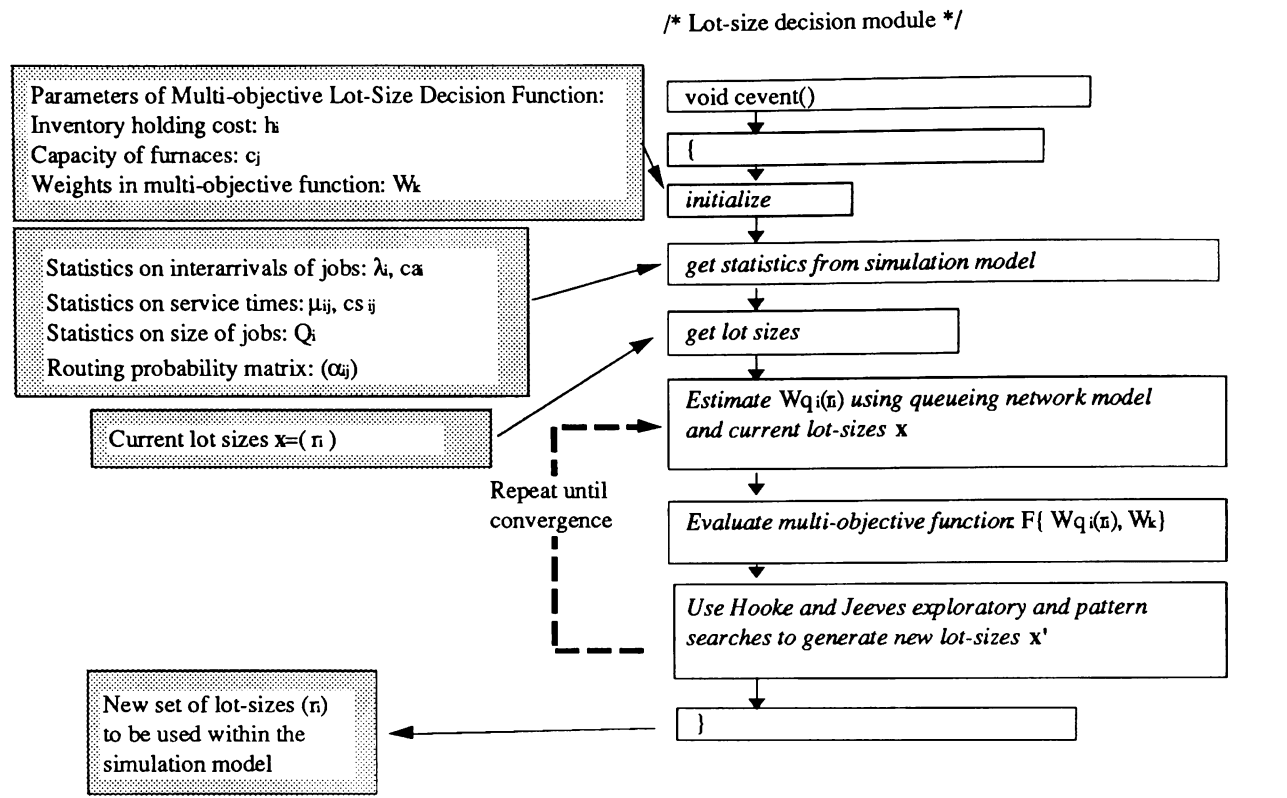 /* Lot-size decision module */
Parameters of Multi-objective Lot-Size Decision Function:
Inventory holding cost: hi
Capacity of furnaces: cj
Weights in multi-objective function: Wk
void cevent()
{
initialize
Statistics on interarrivals of jobs: λi, cai
Statistics on service times: μij, cs ij
Statistics on size of jobs: Qi
Routing probability matrix: (αij)
get statistics from simulation model
get lot sizes
Current lot sizes x=( ri )
Estimate Wq i(ri) using queueing network model
and current lot-sizes x
Repeat until
convergence
Evaluate multi-objective function: F{ Wq i(ri), Wk}
Use Hooke and Jeeves exploratory and pattern
searches to generate new lot-sizes x'
New set of lot-sizes (ri)
to be used within the
simulation model
}